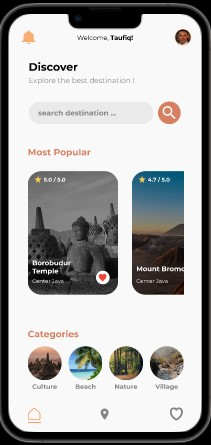 Welcome, Taufiq!
Discover
Explore the best destination !
search destination ...
Most Popular
5.0 / 5.0
4.7 / 5.0
Borobudur
Temple
Center Java
Mount Bromo
Center Java
Categories
Culture
Beach
Nature
Village